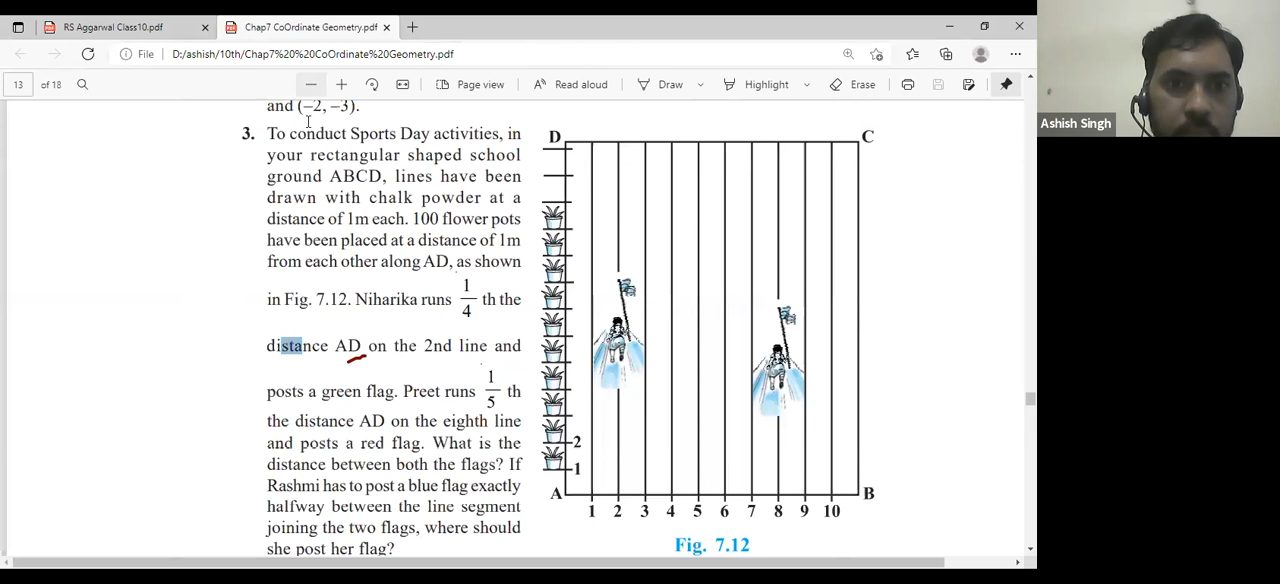 RS Aggarwal Class10.pdf
Chap7 CoOrdinate Geometry.pdf
File
D:/ashish/10th/Chap7%20%20CoOrdinate%20Geometry.pdf
13 of 18
Page view
Read aloud
Draw
Highlight
Erase
Ashish Singh
and (–2, –3).
3. To conduct Sports Day activities, in
your rectangular shaped school
ground ABCD, lines have been
drawn with chalk powder at a
distance of 1m each. 100 flower pots
have been placed at a distance of 1m
from each other along AD, as shown
in Fig. 7.12. Niharika runs 1/4 th the
distance AD on the 2nd line and
posts a green flag. Preet runs 1/5 th
the distance AD on the eighth line
and posts a red flag. What is the
distance between both the flags? If
Rashmi has to post a blue flag exactly
halfway between the line segment
joining the two flags, where should
she post her flag?
D C
2
1
A B
1 2 3 4 5 6 7 8 9 10
Fig. 7.12